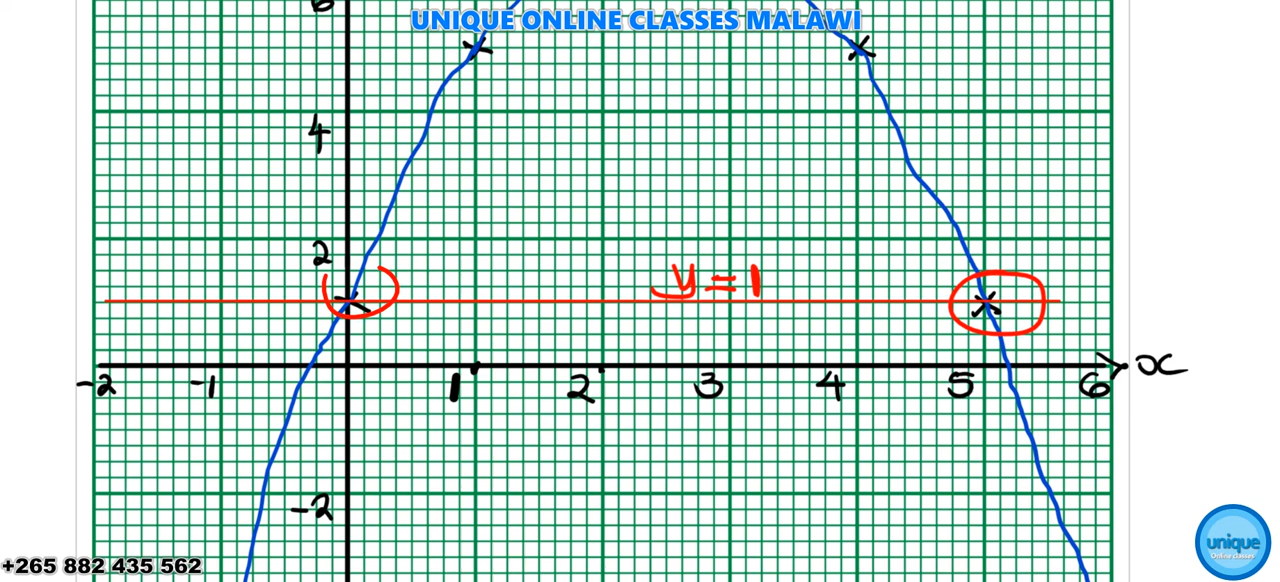 UNIQUE ONLINE CLASSES MALAWI
6
4
2
y = 1
-2 -1 1 2 3 4 5 6 x
-2
+265 882 435 562
unique
Online classes